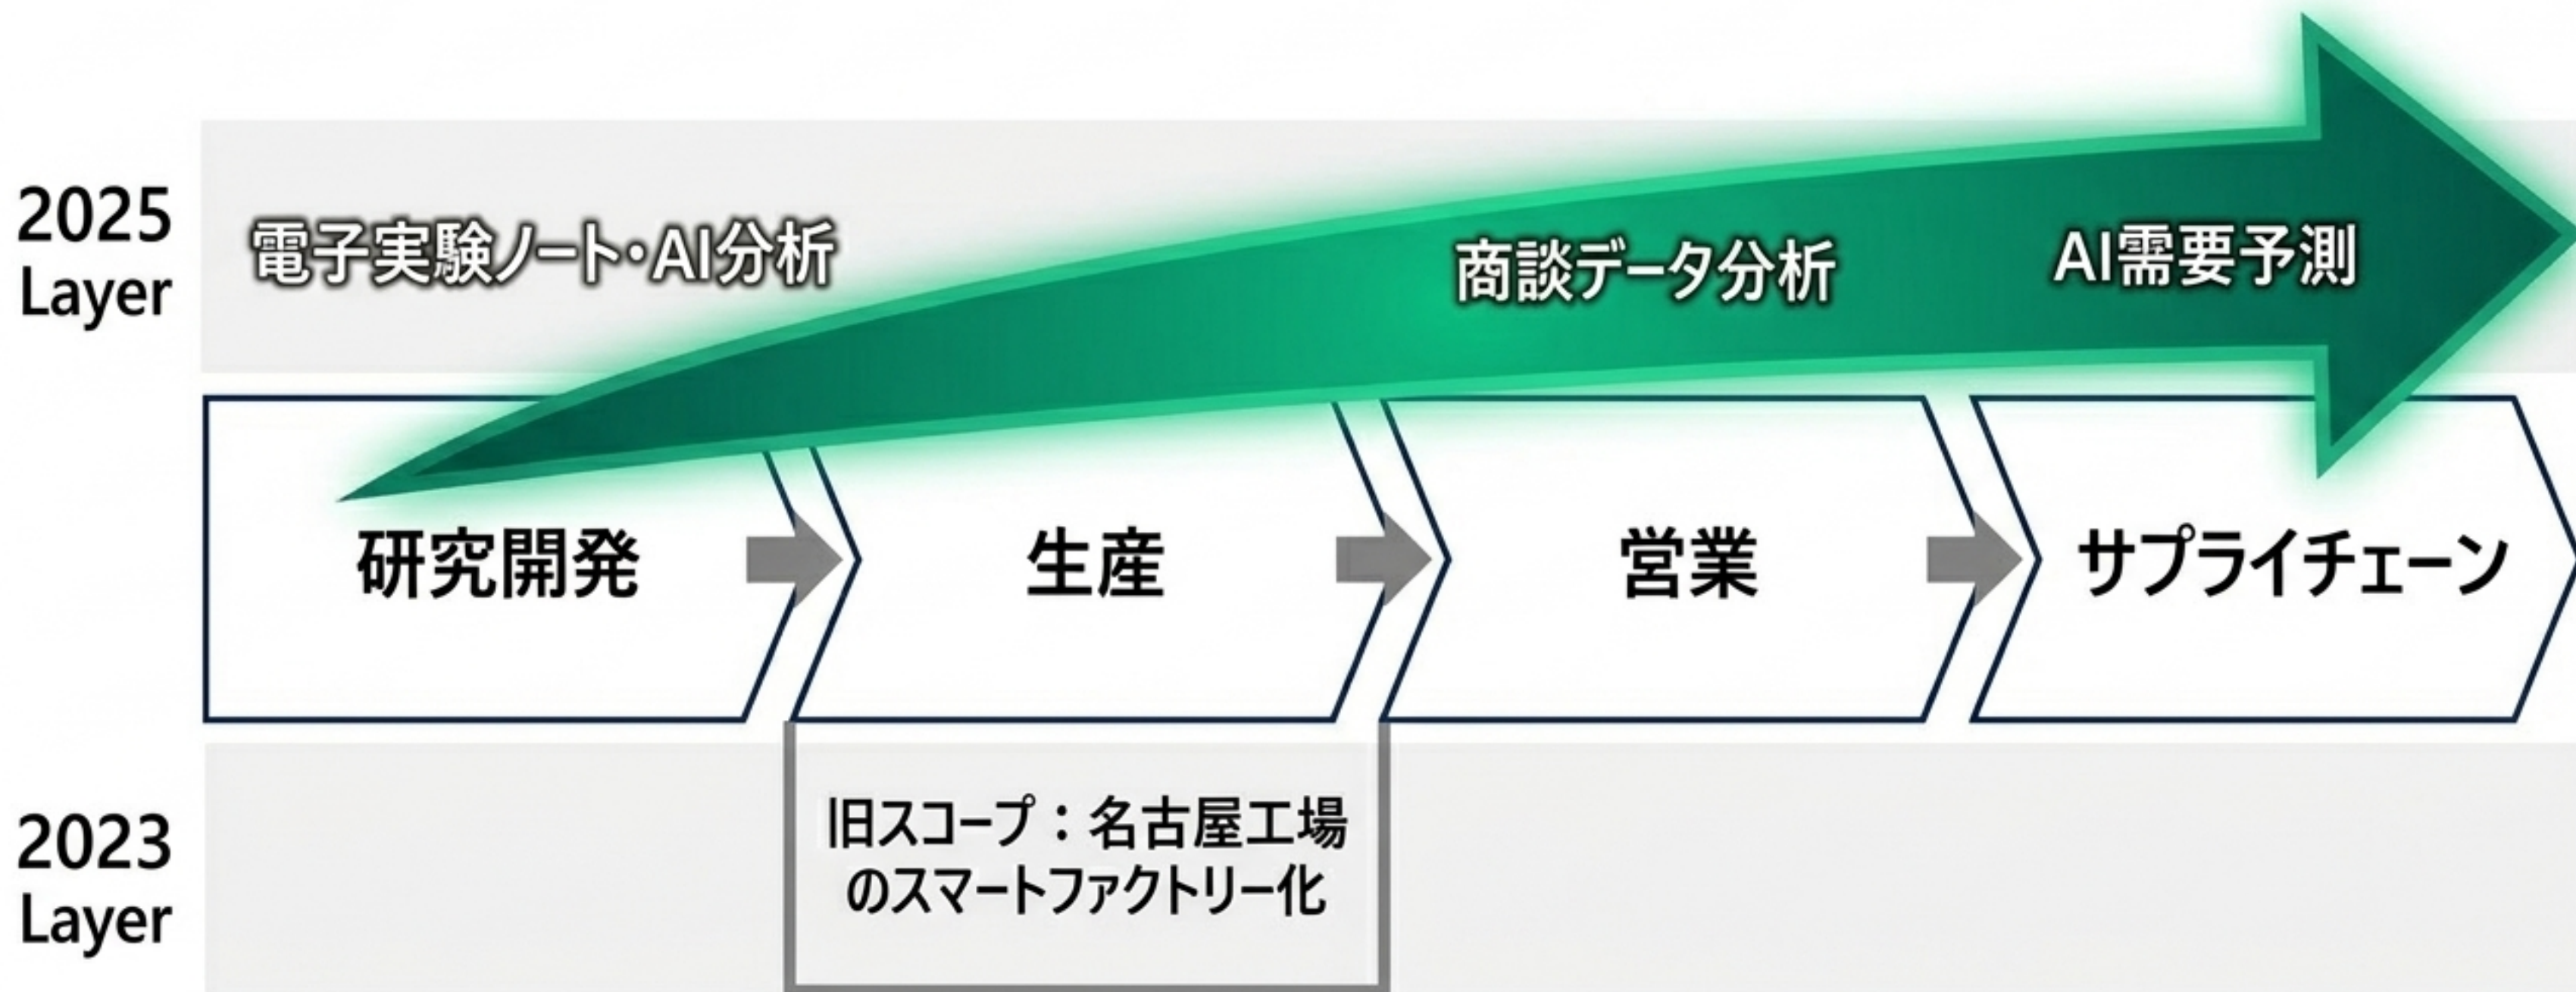 2025
Layer
電子実験ノート・AI分析
商談データ分析
AI需要予測
研究開発
生産
営業
サプライチェーン
2023
Layer
旧スコープ：名古屋工場
のスマートファクトリー化